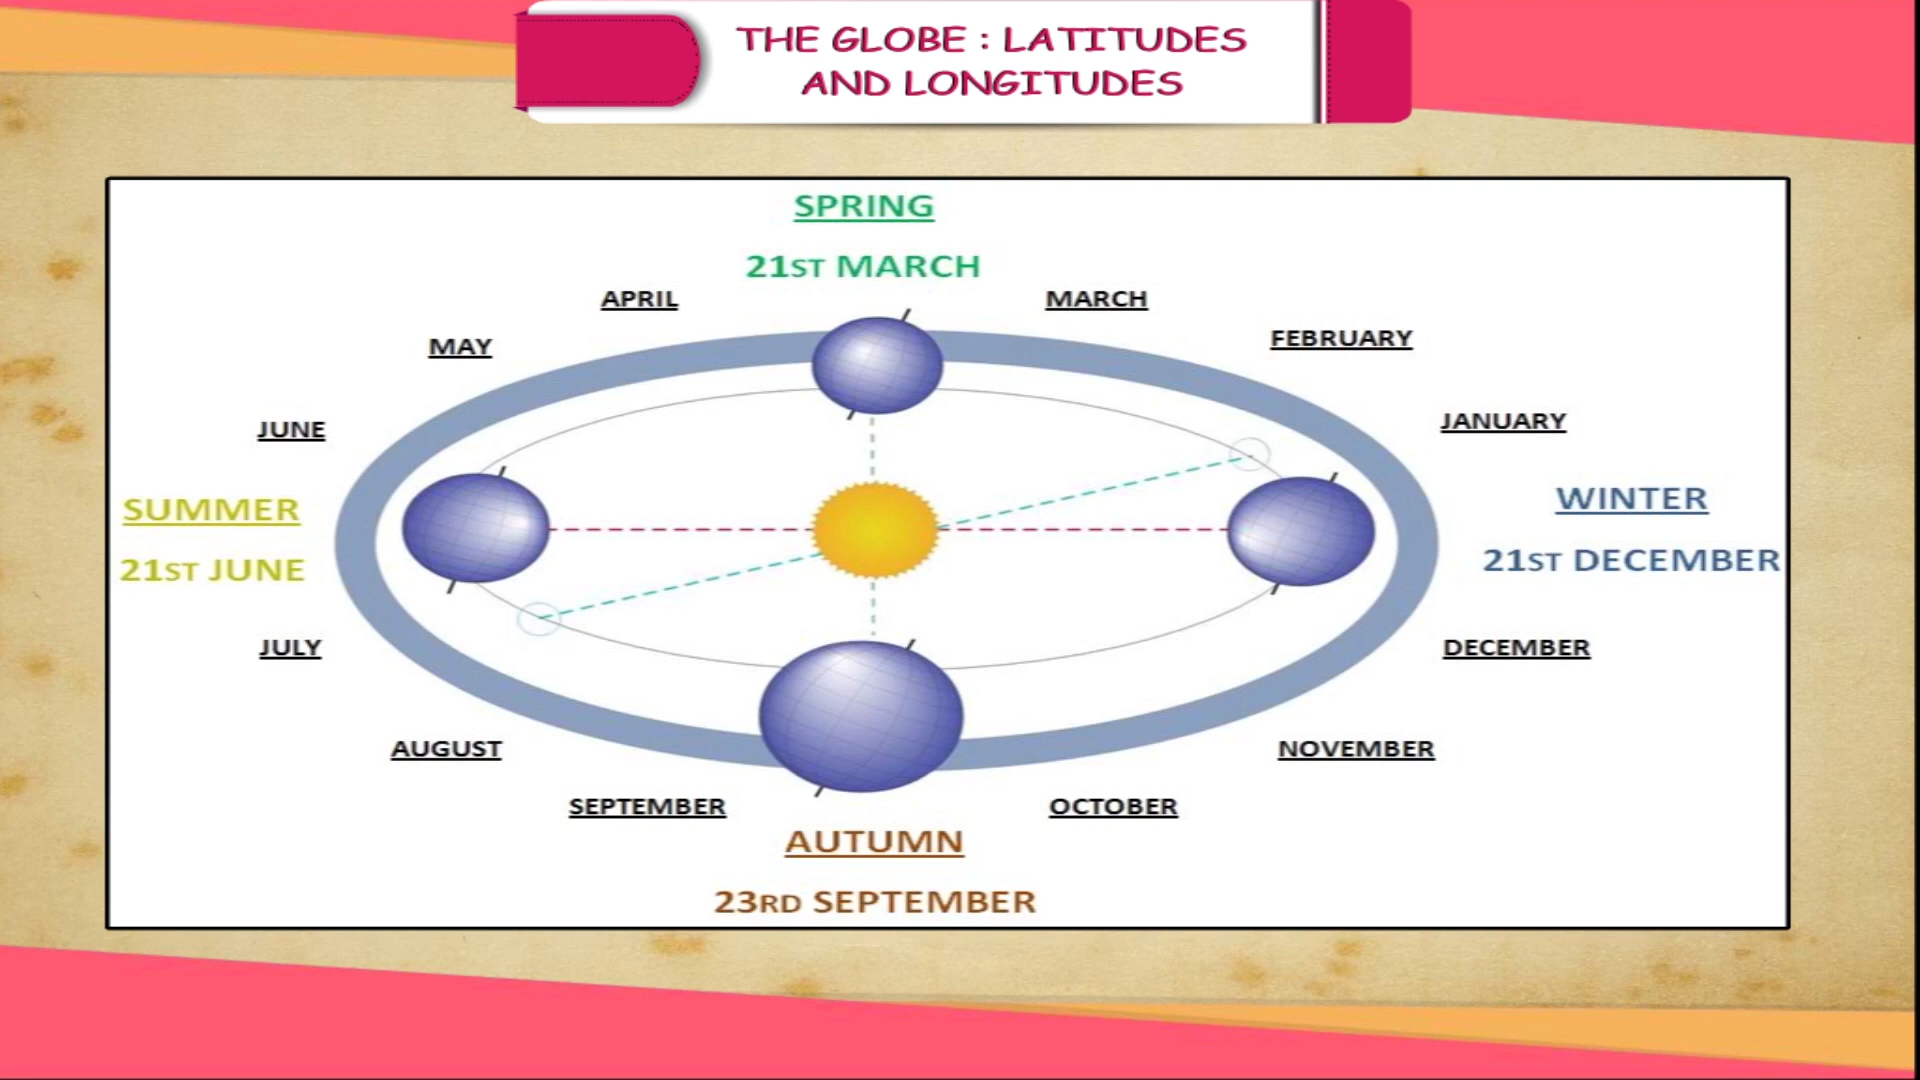 THE GLOBE : LATITUDES
AND LONGITUDES
SPRING
21ST MARCH
APRIL
MARCH
MAY
FEBRUARY
JUNE
JANUARY
SUMMER
21ST JUNE
WINTER
21ST DECEMBER
JULY
DECEMBER
AUGUST
NOVEMBER
SEPTEMBER
OCTOBER
AUTUMN
23RD SEPTEMBER